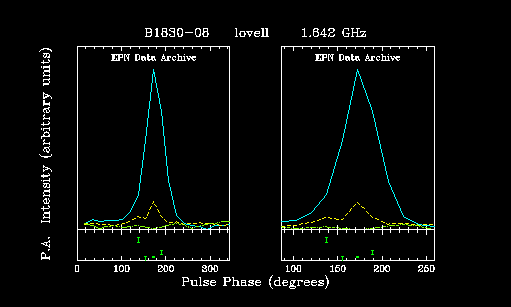 B1830-08 lovell 1.642 GHz
EPN Data Archive EPN Data Archive
P.A. Intensity (arbitrary units)
0 100 200 300 100 150 200 250
Pulse Phase (degrees)